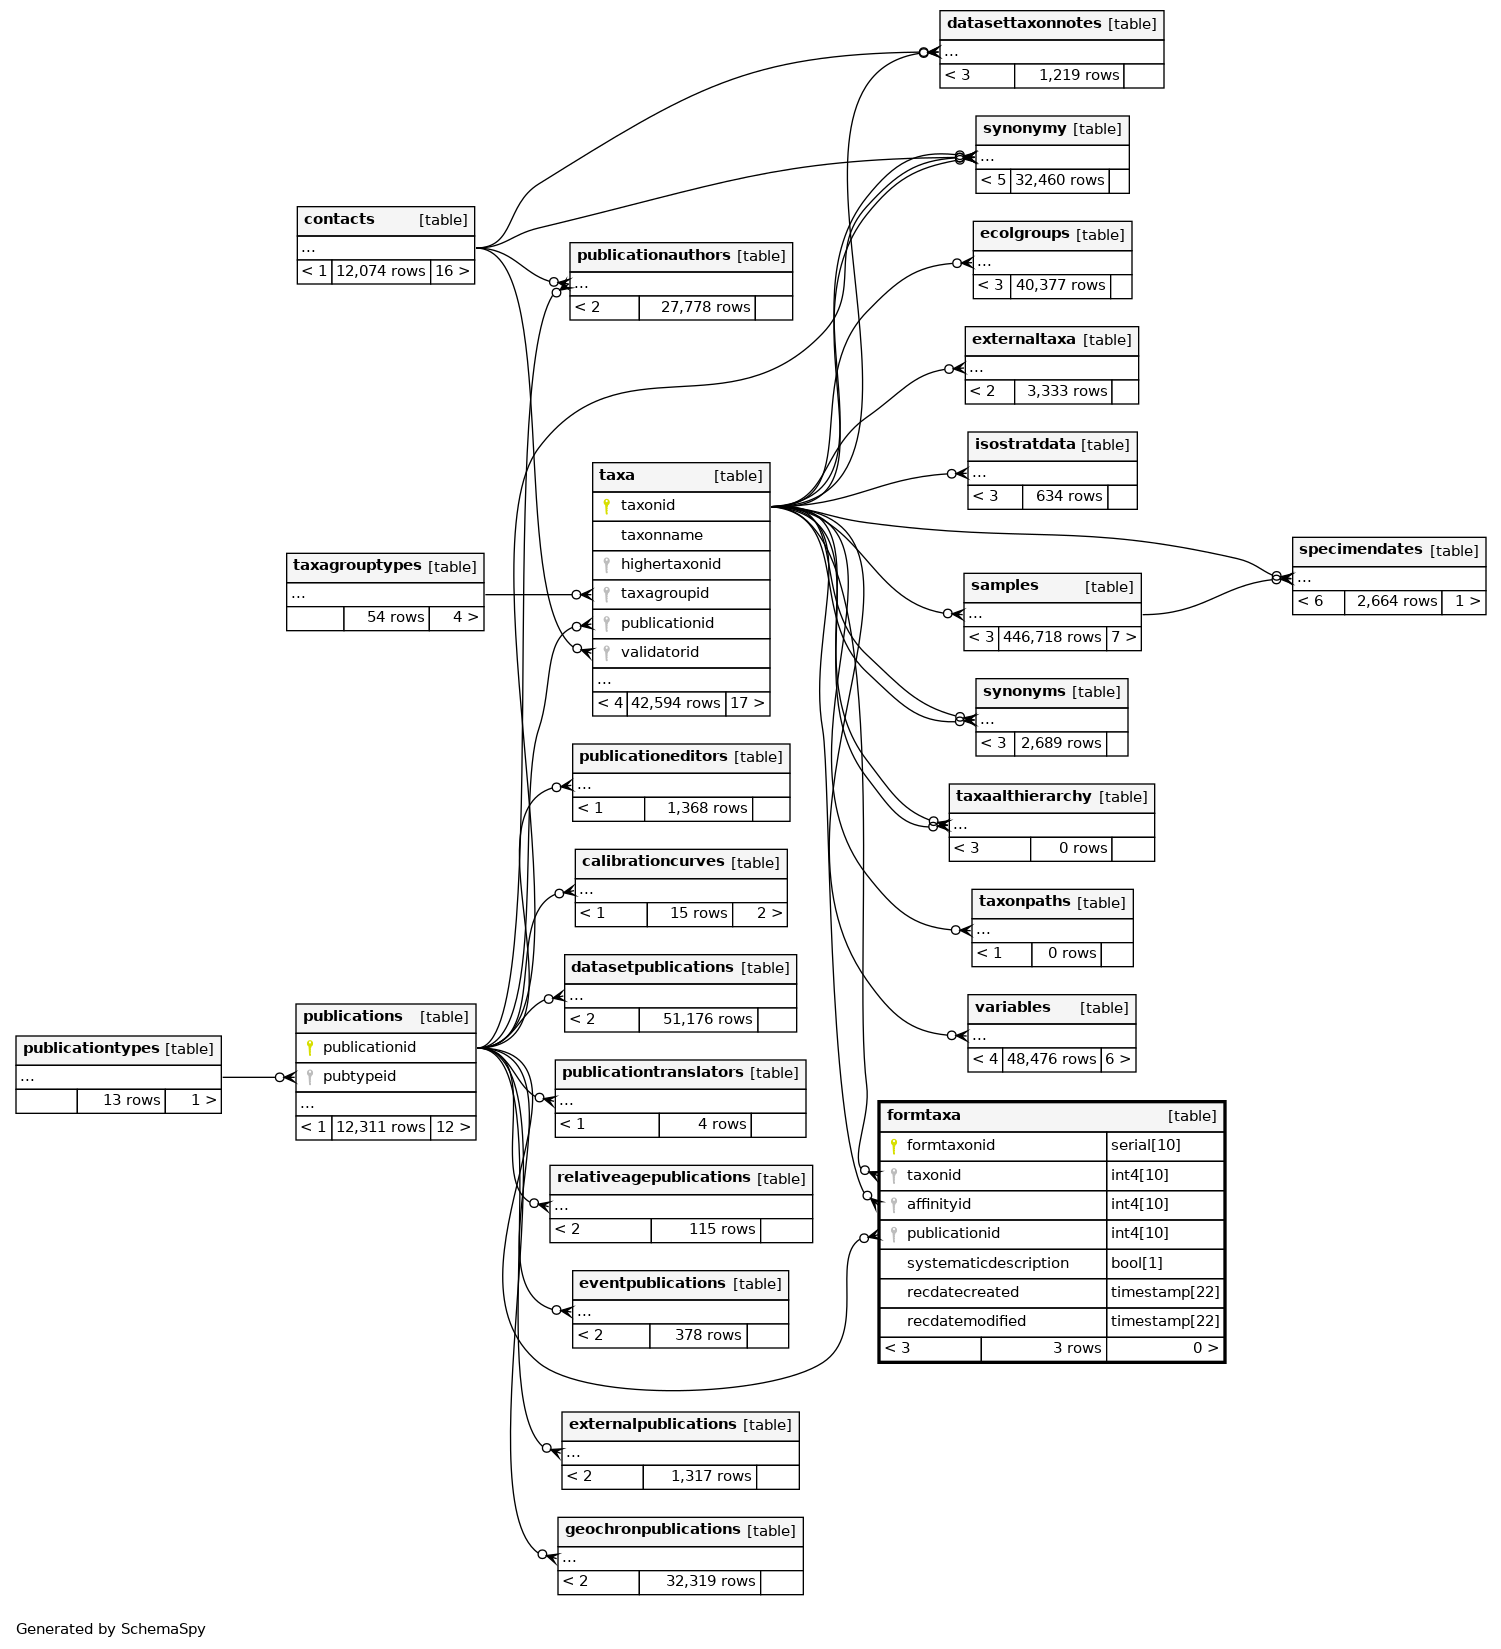 datasettaxonnotes [table]
...
< 3 1,219 rows
synonymy [table]
...
< 5 32,460 rows
contacts [table]
...
< 1 12,074 rows 16 >
ecolgroups [table]
...
< 3 40,377 rows
publicationauthors [table]
...
< 2 27,778 rows
externaltaxa [table]
...
< 2 3,333 rows
isostratdata [table]
...
< 3 634 rows
taxa [table]
taxonid
taxonname
highertaxonid
taxagroupid
publicationid
validatorid
...
< 4 42,594 rows 17 >
specimendates [table]
...
< 6 2,664 rows 1 >
taxagrouptypes [table]
...
54 rows 4 >
samples [table]
...
< 3 446,718 rows 7 >
synonyms [table]
...
< 3 2,689 rows
publicationeditors [table]
...
< 1 1,368 rows
taxaalthierarchy [table]
...
< 3 0 rows
calibrationcurves [table]
...
< 1 15 rows 2 >
taxonpaths [table]
...
< 1 0 rows
datasetpublications [table]
...
< 2 51,176 rows
variables [table]
...
< 4 48,476 rows 6 >
publications [table]
publicationid
pubtypeid
...
< 1 12,311 rows 12 >
publicationtypes [table]
...
13 rows 1 >
publicationtranslators [table]
...
< 1 4 rows
formtaxa [table]
formtaxonid serial[10]
taxonid int4[10]
affinityid int4[10]
publicationid int4[10]
systematicdescription bool[1]
recdatecreated timestamp[22]
recdatemodified timestamp[22]
< 3 3 rows 0 >
relativeagepublications [table]
...
< 2 115 rows
eventpublications [table]
...
< 2 378 rows
externalpublications [table]
...
< 2 1,317 rows
geochronpublications [table]
...
< 2 32,319 rows
Generated by SchemaSpy